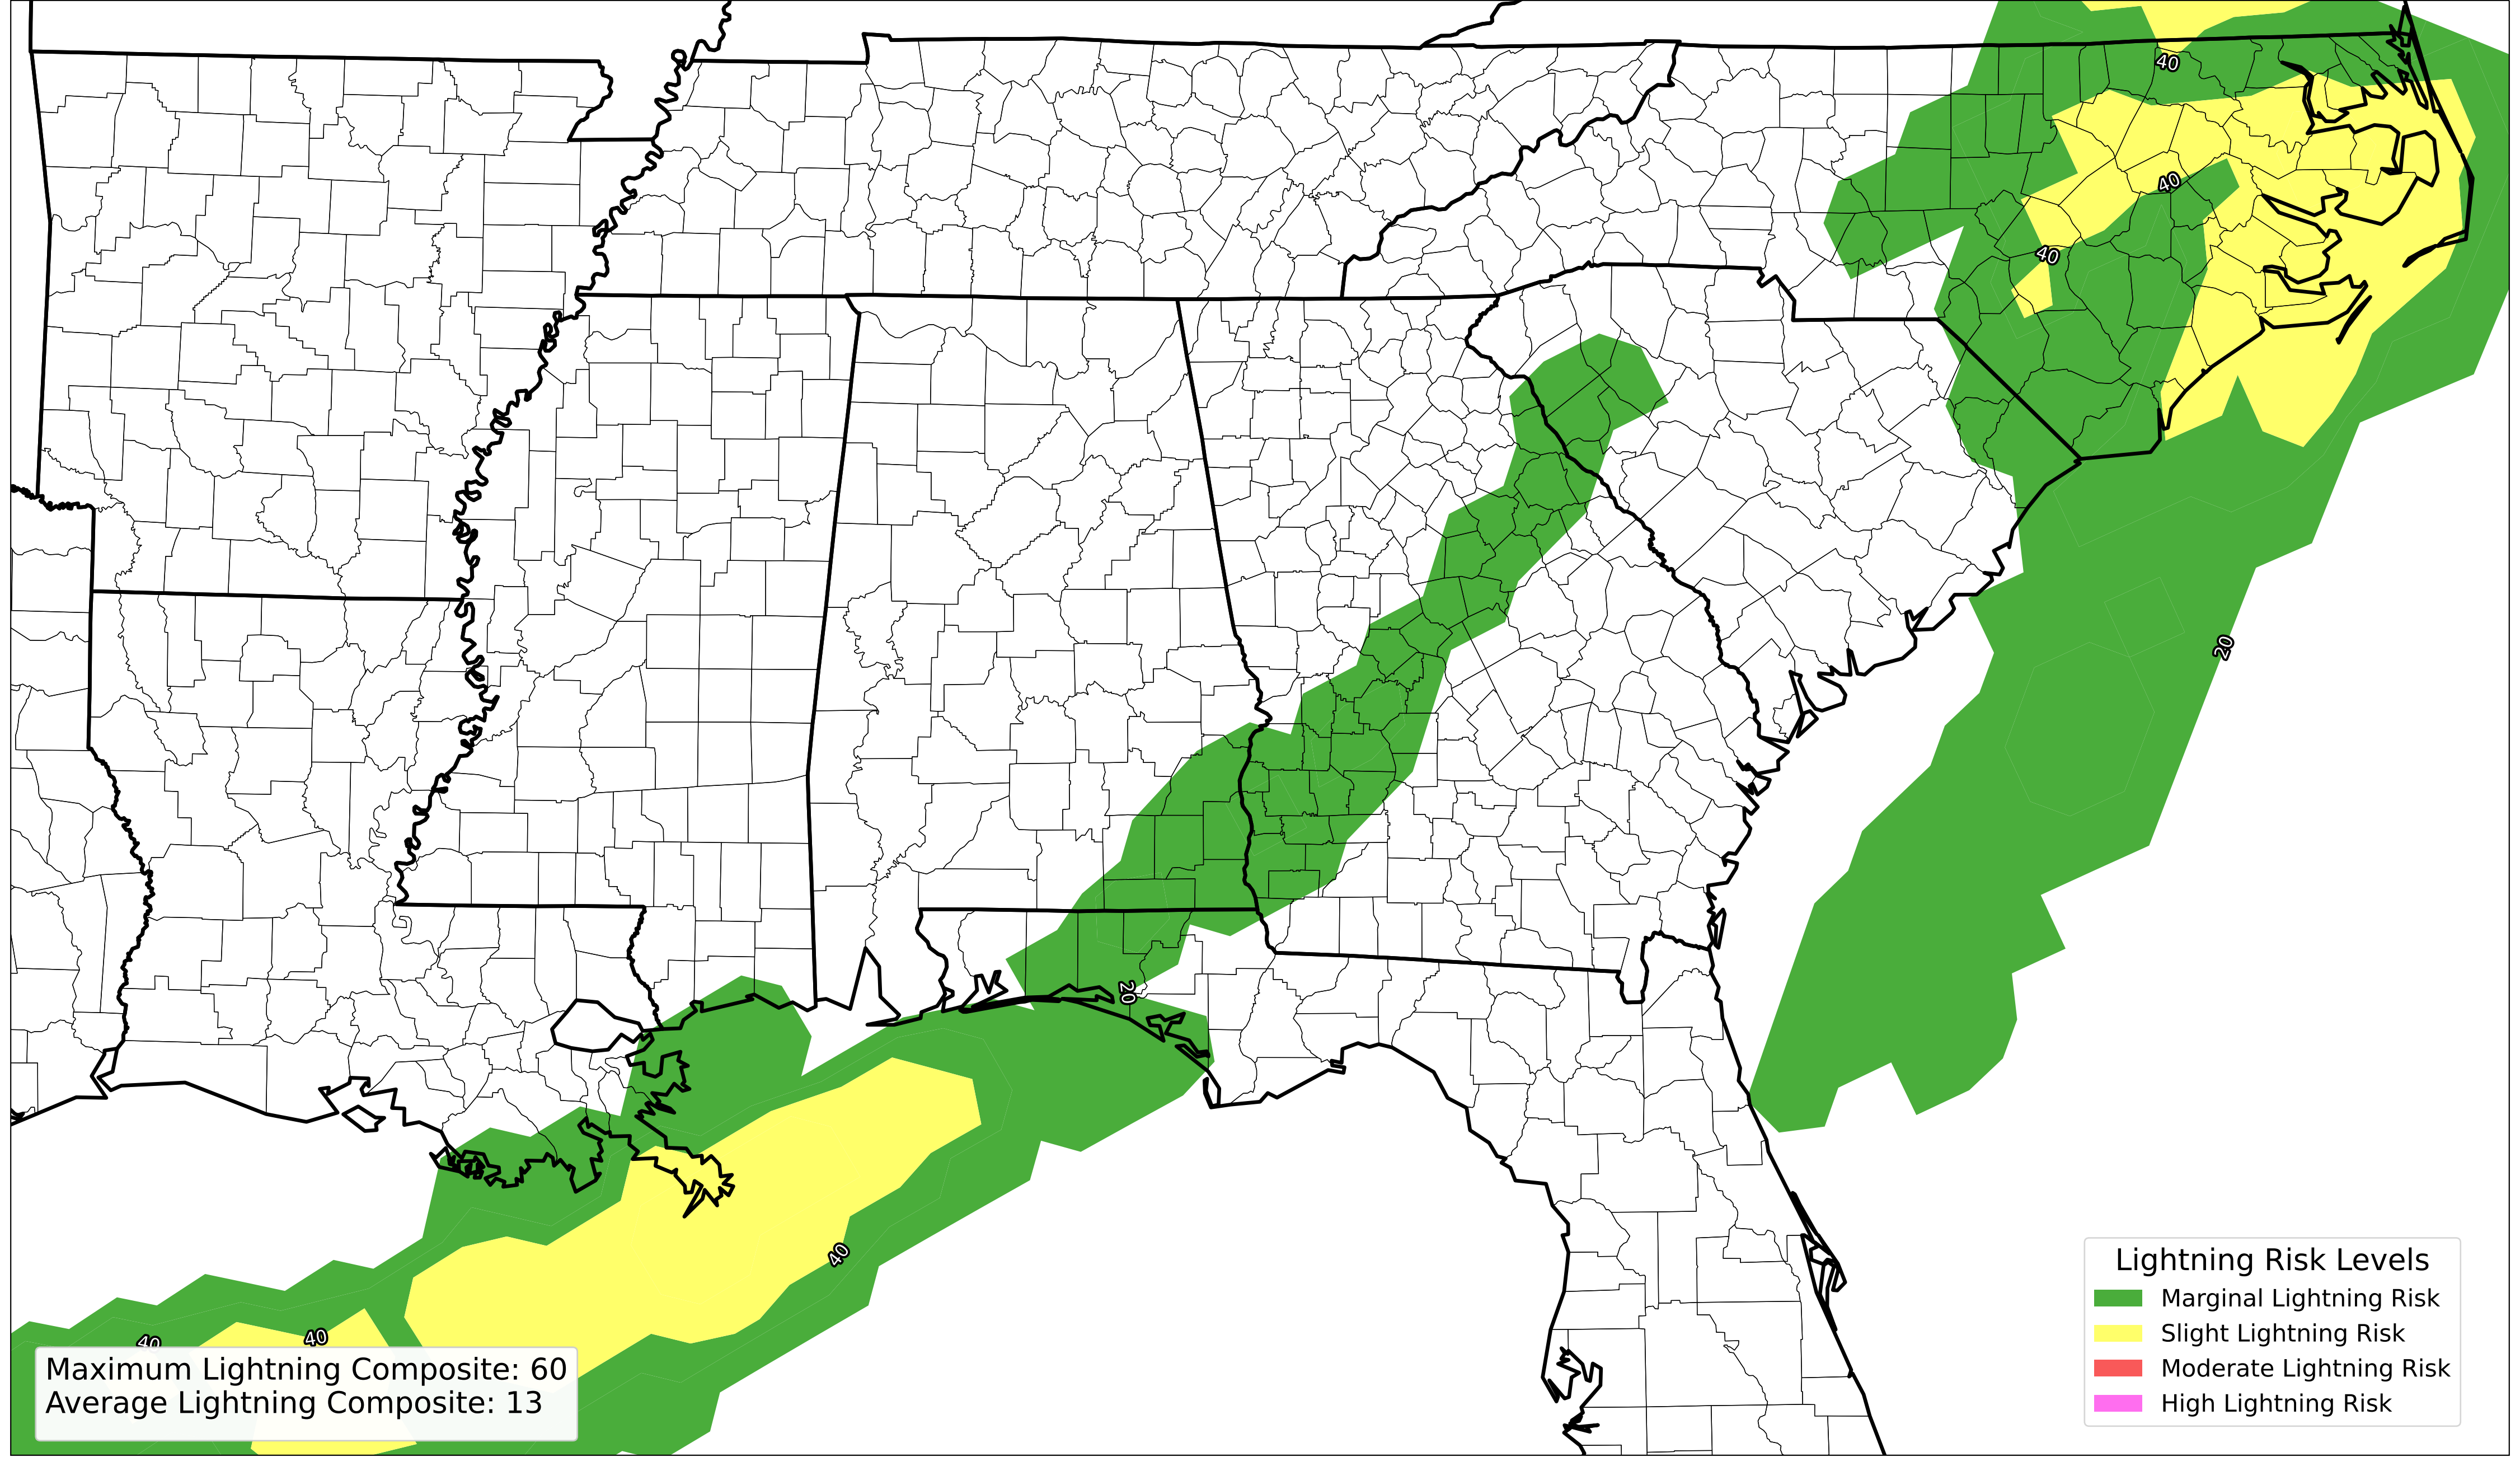 40
40
40
20
20
40
40
40
Maximum Lightning Composite: 60
Average Lightning Composite: 13
Lightning Risk Levels
Marginal Lightning Risk
Slight Lightning Risk
Moderate Lightning Risk
High Lightning Risk